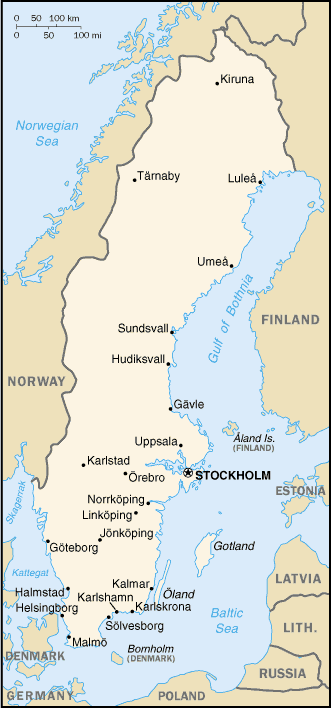 0 50 100 km
0 50 100 mi
Kiruna
Norwegian
Sea
Tärnaby
Luleå
Umeå
Gulf of Bothnia
FINLAND
Sundsvall
Hudiksvall
NORWAY
Gävle
Uppsala
Åland Is.
(FINLAND)
Karlstad
Örebro
STOCKHOLM
Skagerrak
ESTONIA
Norrköping
Linköping
Jönköping
Göteborg
Gotland
Kattegat
LATVIA
Kalmar
Öland
Halmstad
Karlshamn
Helsingborg
Karlskrona
Sölvesborg
Baltic
Sea
LITH.
Malmö
DENMARK
Bornholm
(DENMARK)
RUSSIA
GERMANY
POLAND